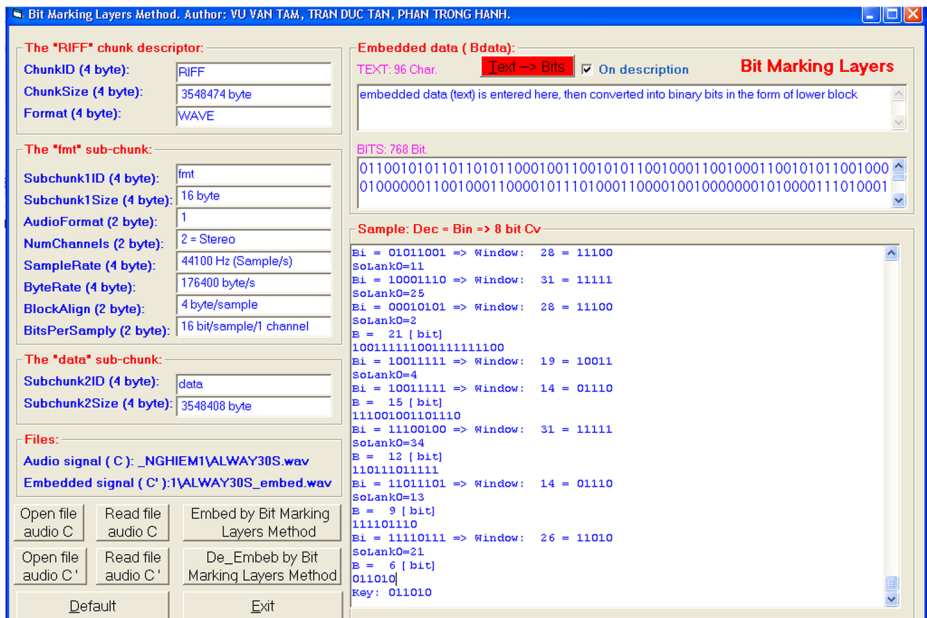 Bit Marking Layers Method. Author: VU VAN TAM, TRAN DUC TAN, PHAN TRONG HANH.
The "RIFF" chunk descriptor:
ChunkID (4 byte): RIFF
ChunkSize (4 byte): 3548474 byte
Format (4 byte): WAVE
The "fmt" sub-chunk:
Subchunk1ID (4 byte): fmt
Subchunk1Size (4 byte): 16 byte
AudioFormat (2 byte): 1
NumChannels (2 byte): 2 = Stereo
SampleRate (4 byte): 44100 Hz (Sample/s)
ByteRate (4 byte): 176400 byte/s
BlockAlign (2 byte): 4 byte/sample
BitsPerSamply (2 byte): 16 bit/sample/1 channel
The "data" sub-chunk:
Subchunk2ID (4 byte): data
Subchunk2Size (4 byte): 3548408 byte
Files:
Audio signal ( C ): _NGHIEM1\ALWAY30S.wav
Embedded signal ( C' ):1\ALWAY30S_embed.wav
Open file audio C
Read file audio C
Embed by Bit Marking Layers Method
Open file audio C '
Read file audio C '
De_Embeb by Bit Marking Layers Method
Default
Exit
Embedded data ( Bdata):
TEXT: 96 Char.
Text --> Bits
On description
Bit Marking Layers
embedded data (text) is entered here, then converted into binary bits in the form of lower block
BITS: 768 Bit.
011001010110110101100010011001010110010001100100011001010110010000100000011001000110000101110100011000010010000000101000011101000 1
Sample: Dec = Bin => 8 bit Cv
Bi = 01011001 => Window: 28 = 11100
SoLank0=11
Bi = 10001110 => Window: 31 = 11111
SoLank0=25
Bi = 00010101 => Window: 28 = 11100
SoLank0=2
B = 21 [ bit]
100111111001111111100
Bi = 10011111 => Window: 19 = 10011
SoLank0=4
Bi = 10011111 => Window: 14 = 01110
B = 15 [ bit]
111001001101110
Bi = 11100100 => Window: 31 = 11111
SoLank0=34
B = 12 [ bit]
110111011111
Bi = 11011101 => Window: 14 = 01110
SoLank0=13
B = 9 [ bit]
111101110
Bi = 11110111 => Window: 26 = 11010
SoLank0=21
B = 6 [ bit]
011010
Key: 011010